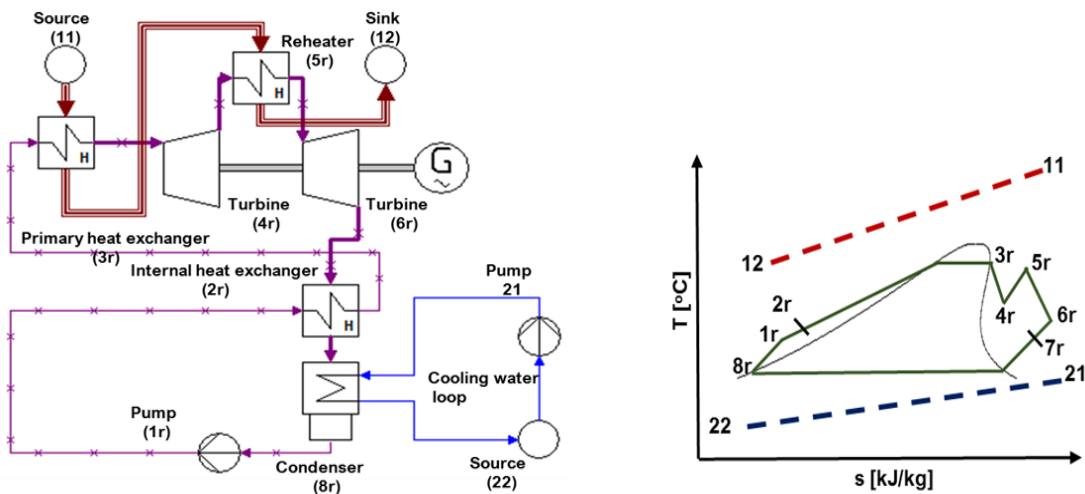 Source
(11)
Sink
(12)
Reheater
(5r)
H
H
G
~
Turbine
(4r)
Turbine
(6r)
Primary heat exchanger
(3r)
Internal heat exchanger
(2r)
H
Pump
21
Cooling water
loop
Pump
(1r)
Condenser
(8r)
Source
(22)
T [°C]
11
12
3r
5r
2r
1r
4r
6r
7r
8r
21
22
s [kJ/kg]